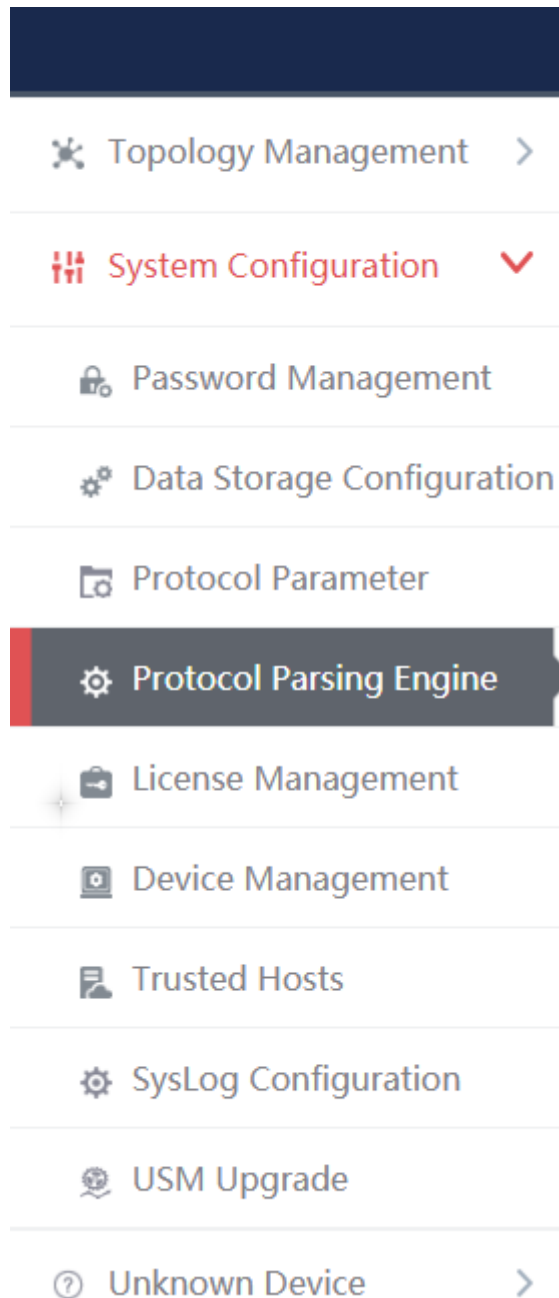 Topology Management
System Configuration
Password Management
Data Storage Configuration
Protocol Parameter
Protocol Parsing Engine
License Management
Device Management
Trusted Hosts
SysLog Configuration
USM Upgrade
Unknown Device